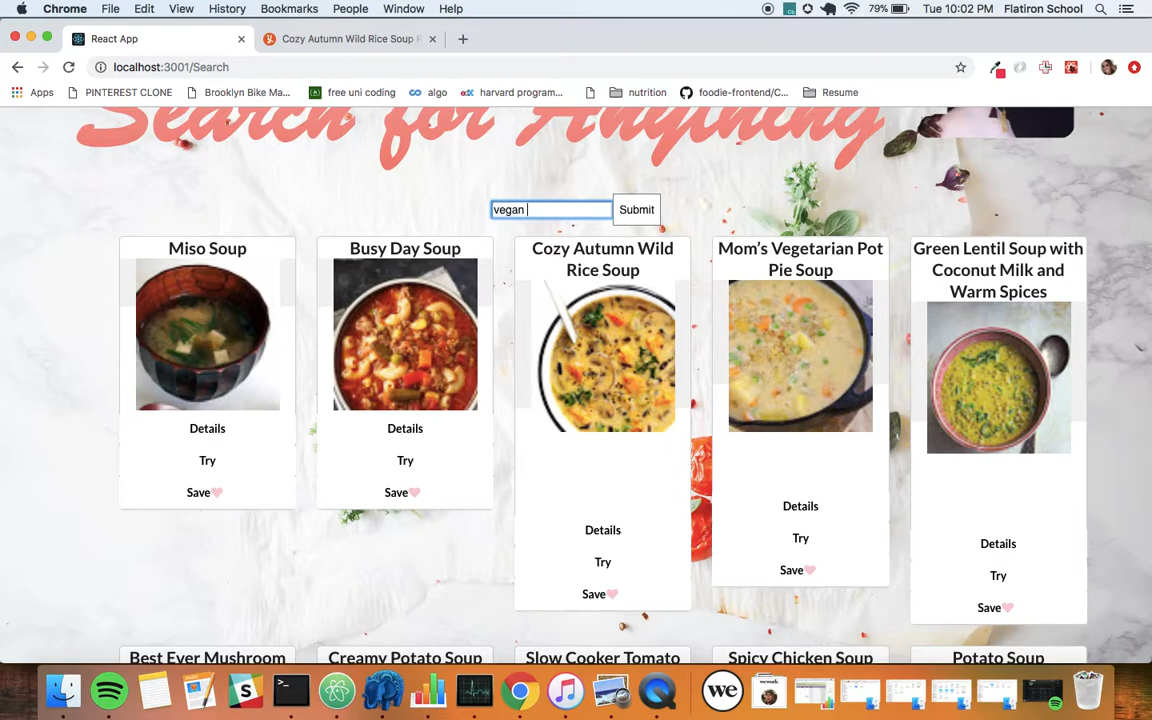 Chrome File Edit View History Bookmarks People Window Help
79% Tue 10:02 PM Flatiron School
React App
Cozy Autumn Wild Rice Soup
localhost:3001/Search
Apps PINTEREST CLONE Brooklyn Bike Ma... free uni coding algo harvard program... nutrition foodie-frontend/C... Resume
Search for Anything
vegan
Submit
Miso Soup
Details
Try
Save
Busy Day Soup
Details
Try
Save
Cozy Autumn Wild
Rice Soup
Details
Try
Save
Mom’s Vegetarian Pot
Pie Soup
Details
Try
Save
Green Lentil Soup with
Coconut Milk and
Warm Spices
Details
Try
Save
Best Ever Mushroom
Creamy Potato Soup
Slow Cooker Tomato
Spicy Chicken Soup
Potato Soup
we